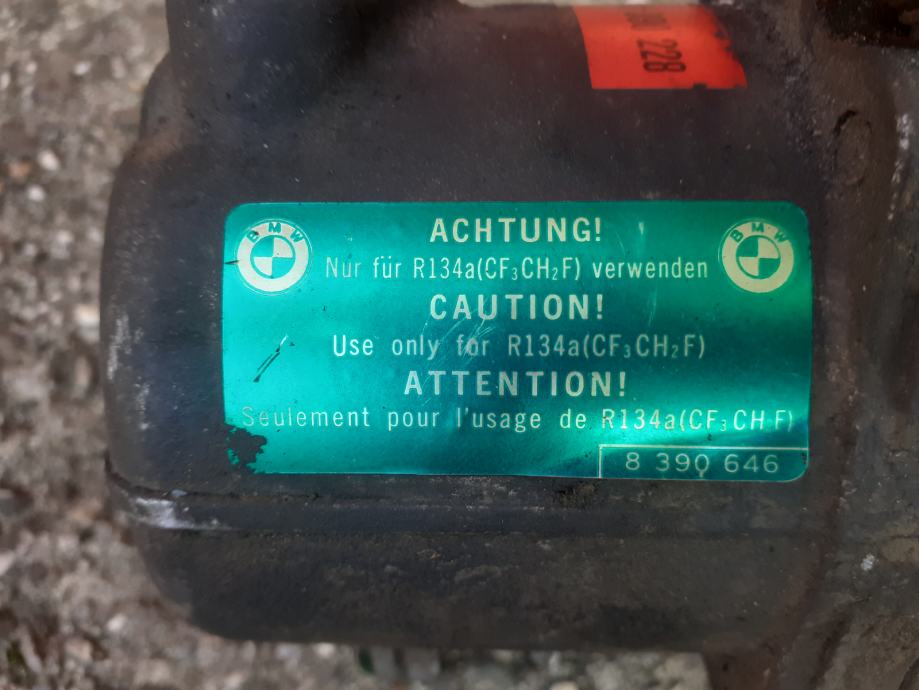 228
ACHTUNG!
BMW BMW
Nur für R134a(CF₃CH₂F) verwenden
CAUTION!
Use only for R134a(CF₃CH₂F)
ATTENTION!
Seulement pour l'usage de R134a(CF₃CH F)
8 390 646